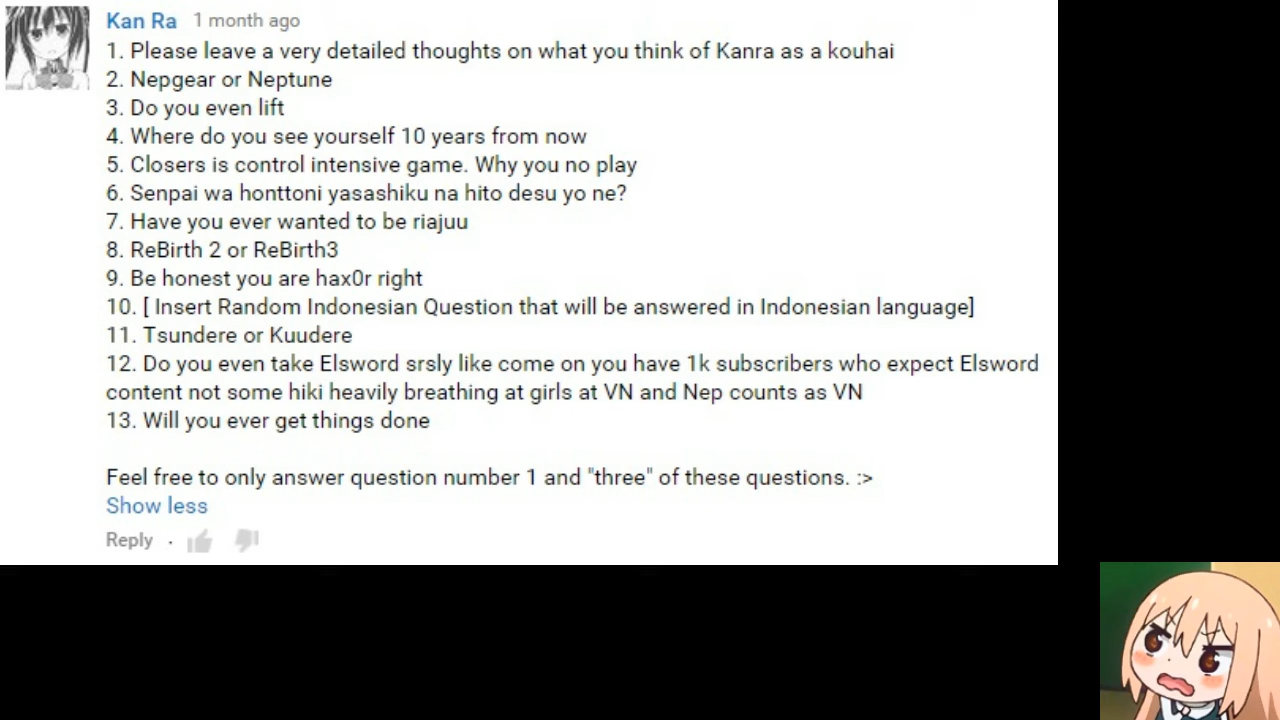 Kan Ra 1 month ago
1. Please leave a very detailed thoughts on what you think of Kanra as a kouhai
2. Nepgear or Neptune
3. Do you even lift
4. Where do you see yourself 10 years from now
5. Closers is control intensive game. Why you no play
6. Senpai wa honttoni yasashiku na hito desu yo ne?
7. Have you ever wanted to be riajuu
8. ReBirth 2 or ReBirth3
9. Be honest you are hax0r right
10. [ Insert Random Indonesian Question that will be answered in Indonesian language]
11. Tsundere or Kuudere
12. Do you even take Elsword srsly like come on you have 1k subscribers who expect Elsword
content not some hiki heavily breathing at girls at VN and Nep counts as VN
13. Will you ever get things done
Feel free to only answer question number 1 and "three" of these questions. :>
Show less
Reply ·